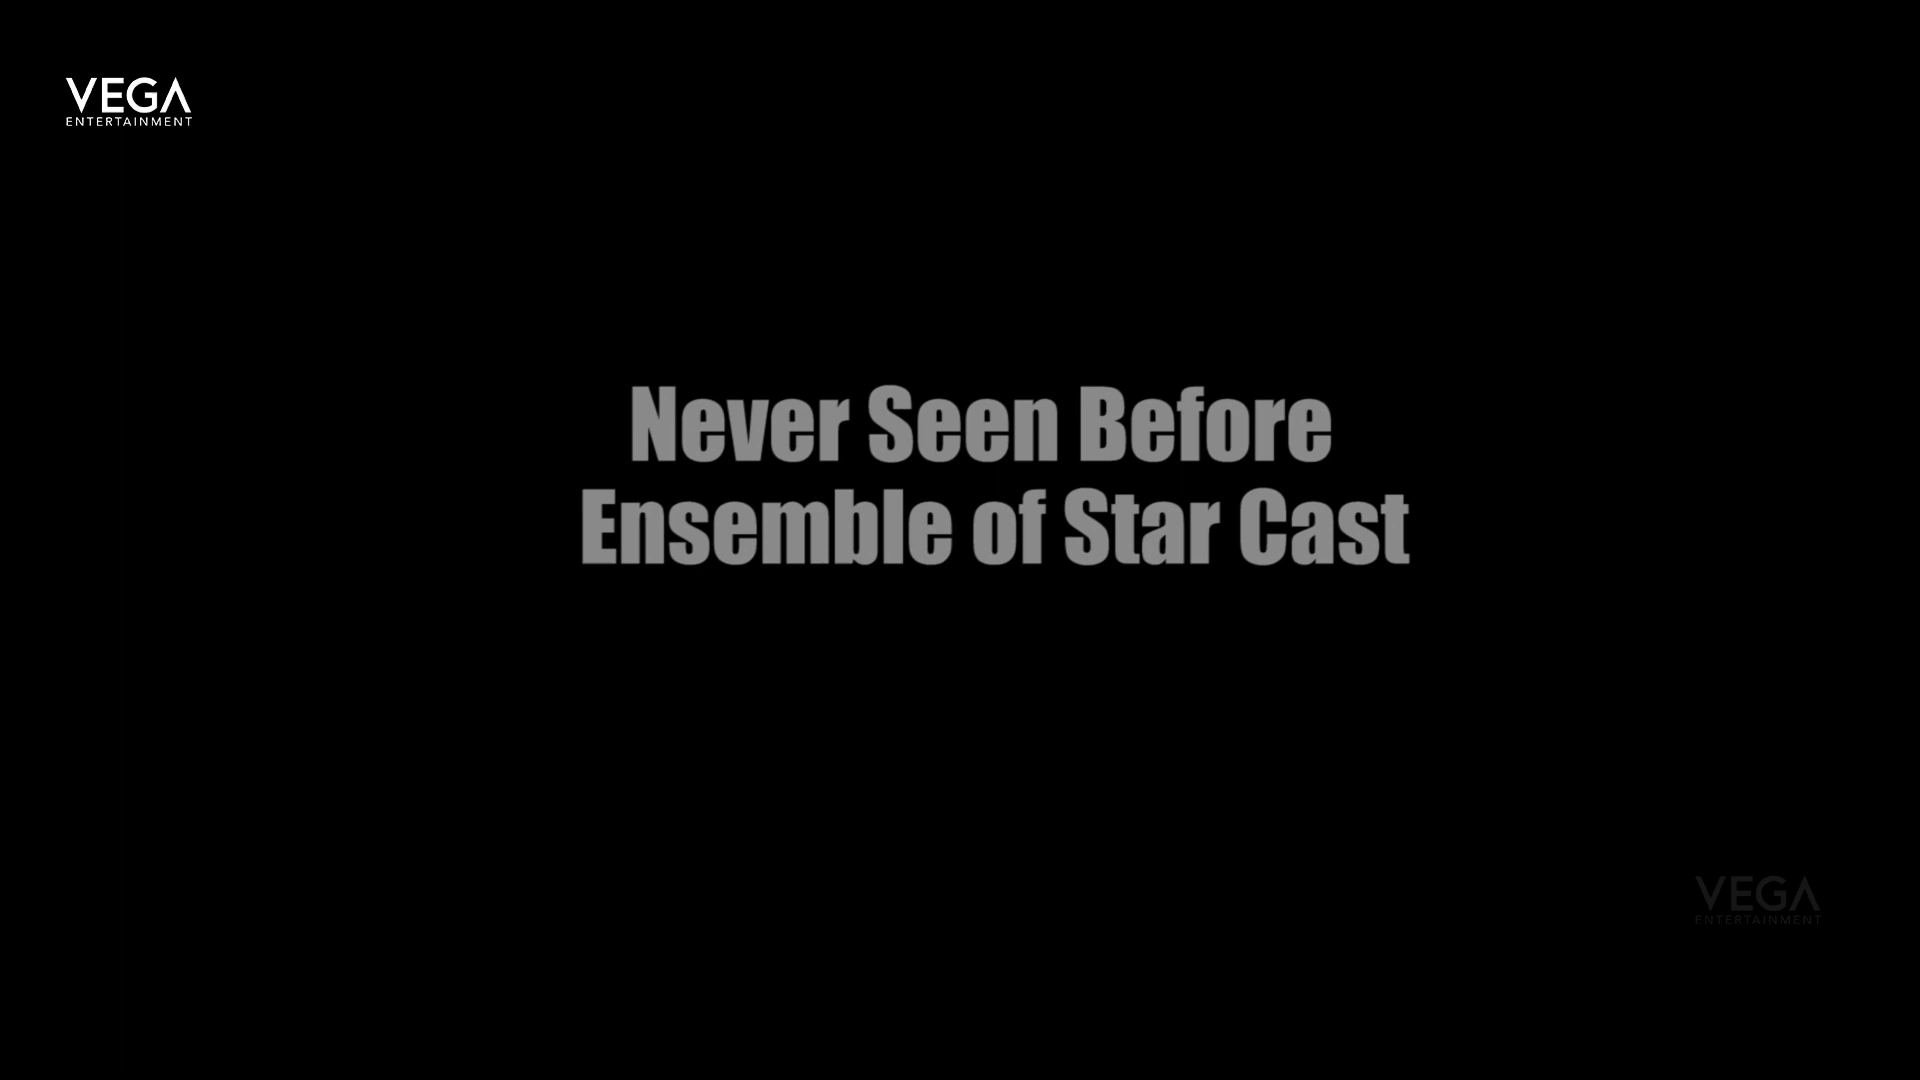 VEGA
ENTERTAINMENT
Never Seen Before
Ensemble of Star Cast
VEGA
ENTERTAINMENT